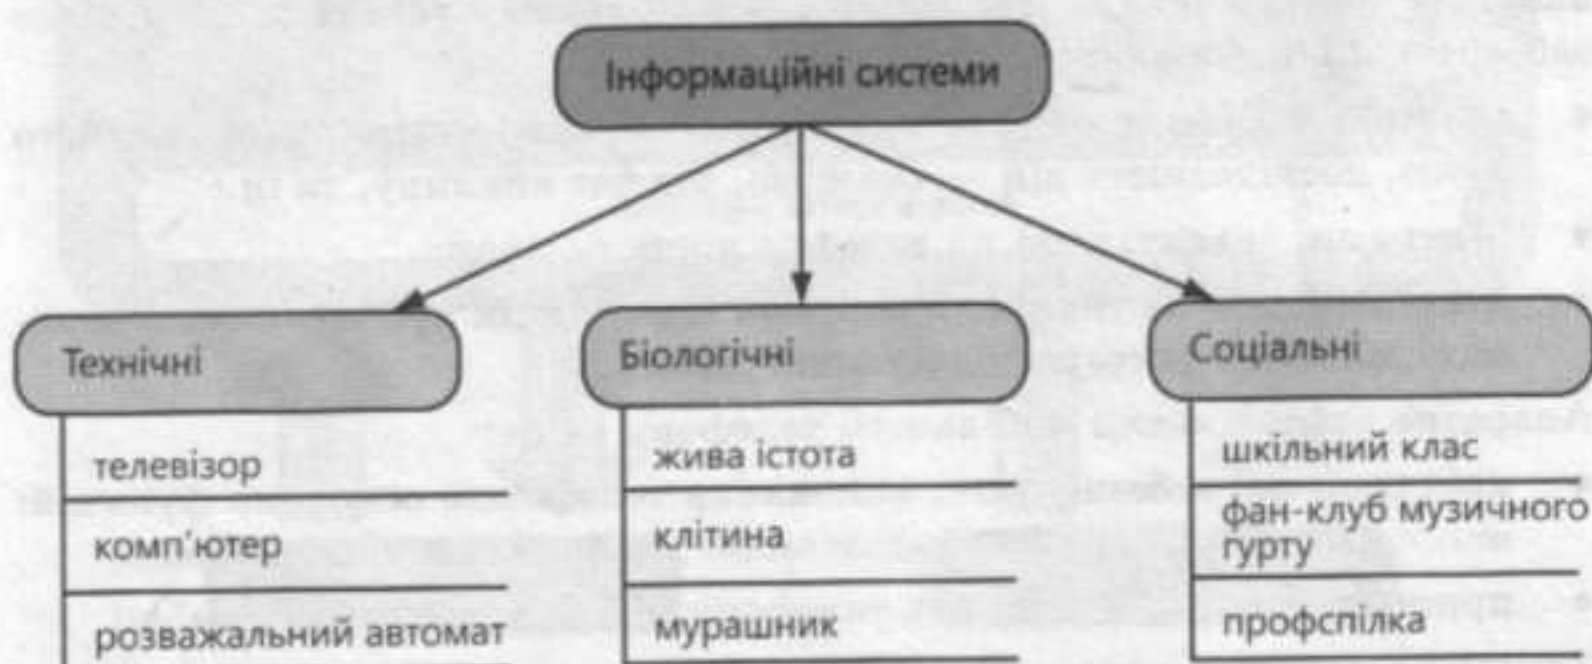 Інформаційні системи
Технічні
телевізор
комп'ютер
розважальний автомат
Біологічні
жива істота
клітина
мурашник
Соціальні
шкільний клас
фан-клуб музичного
гурту
профспілка